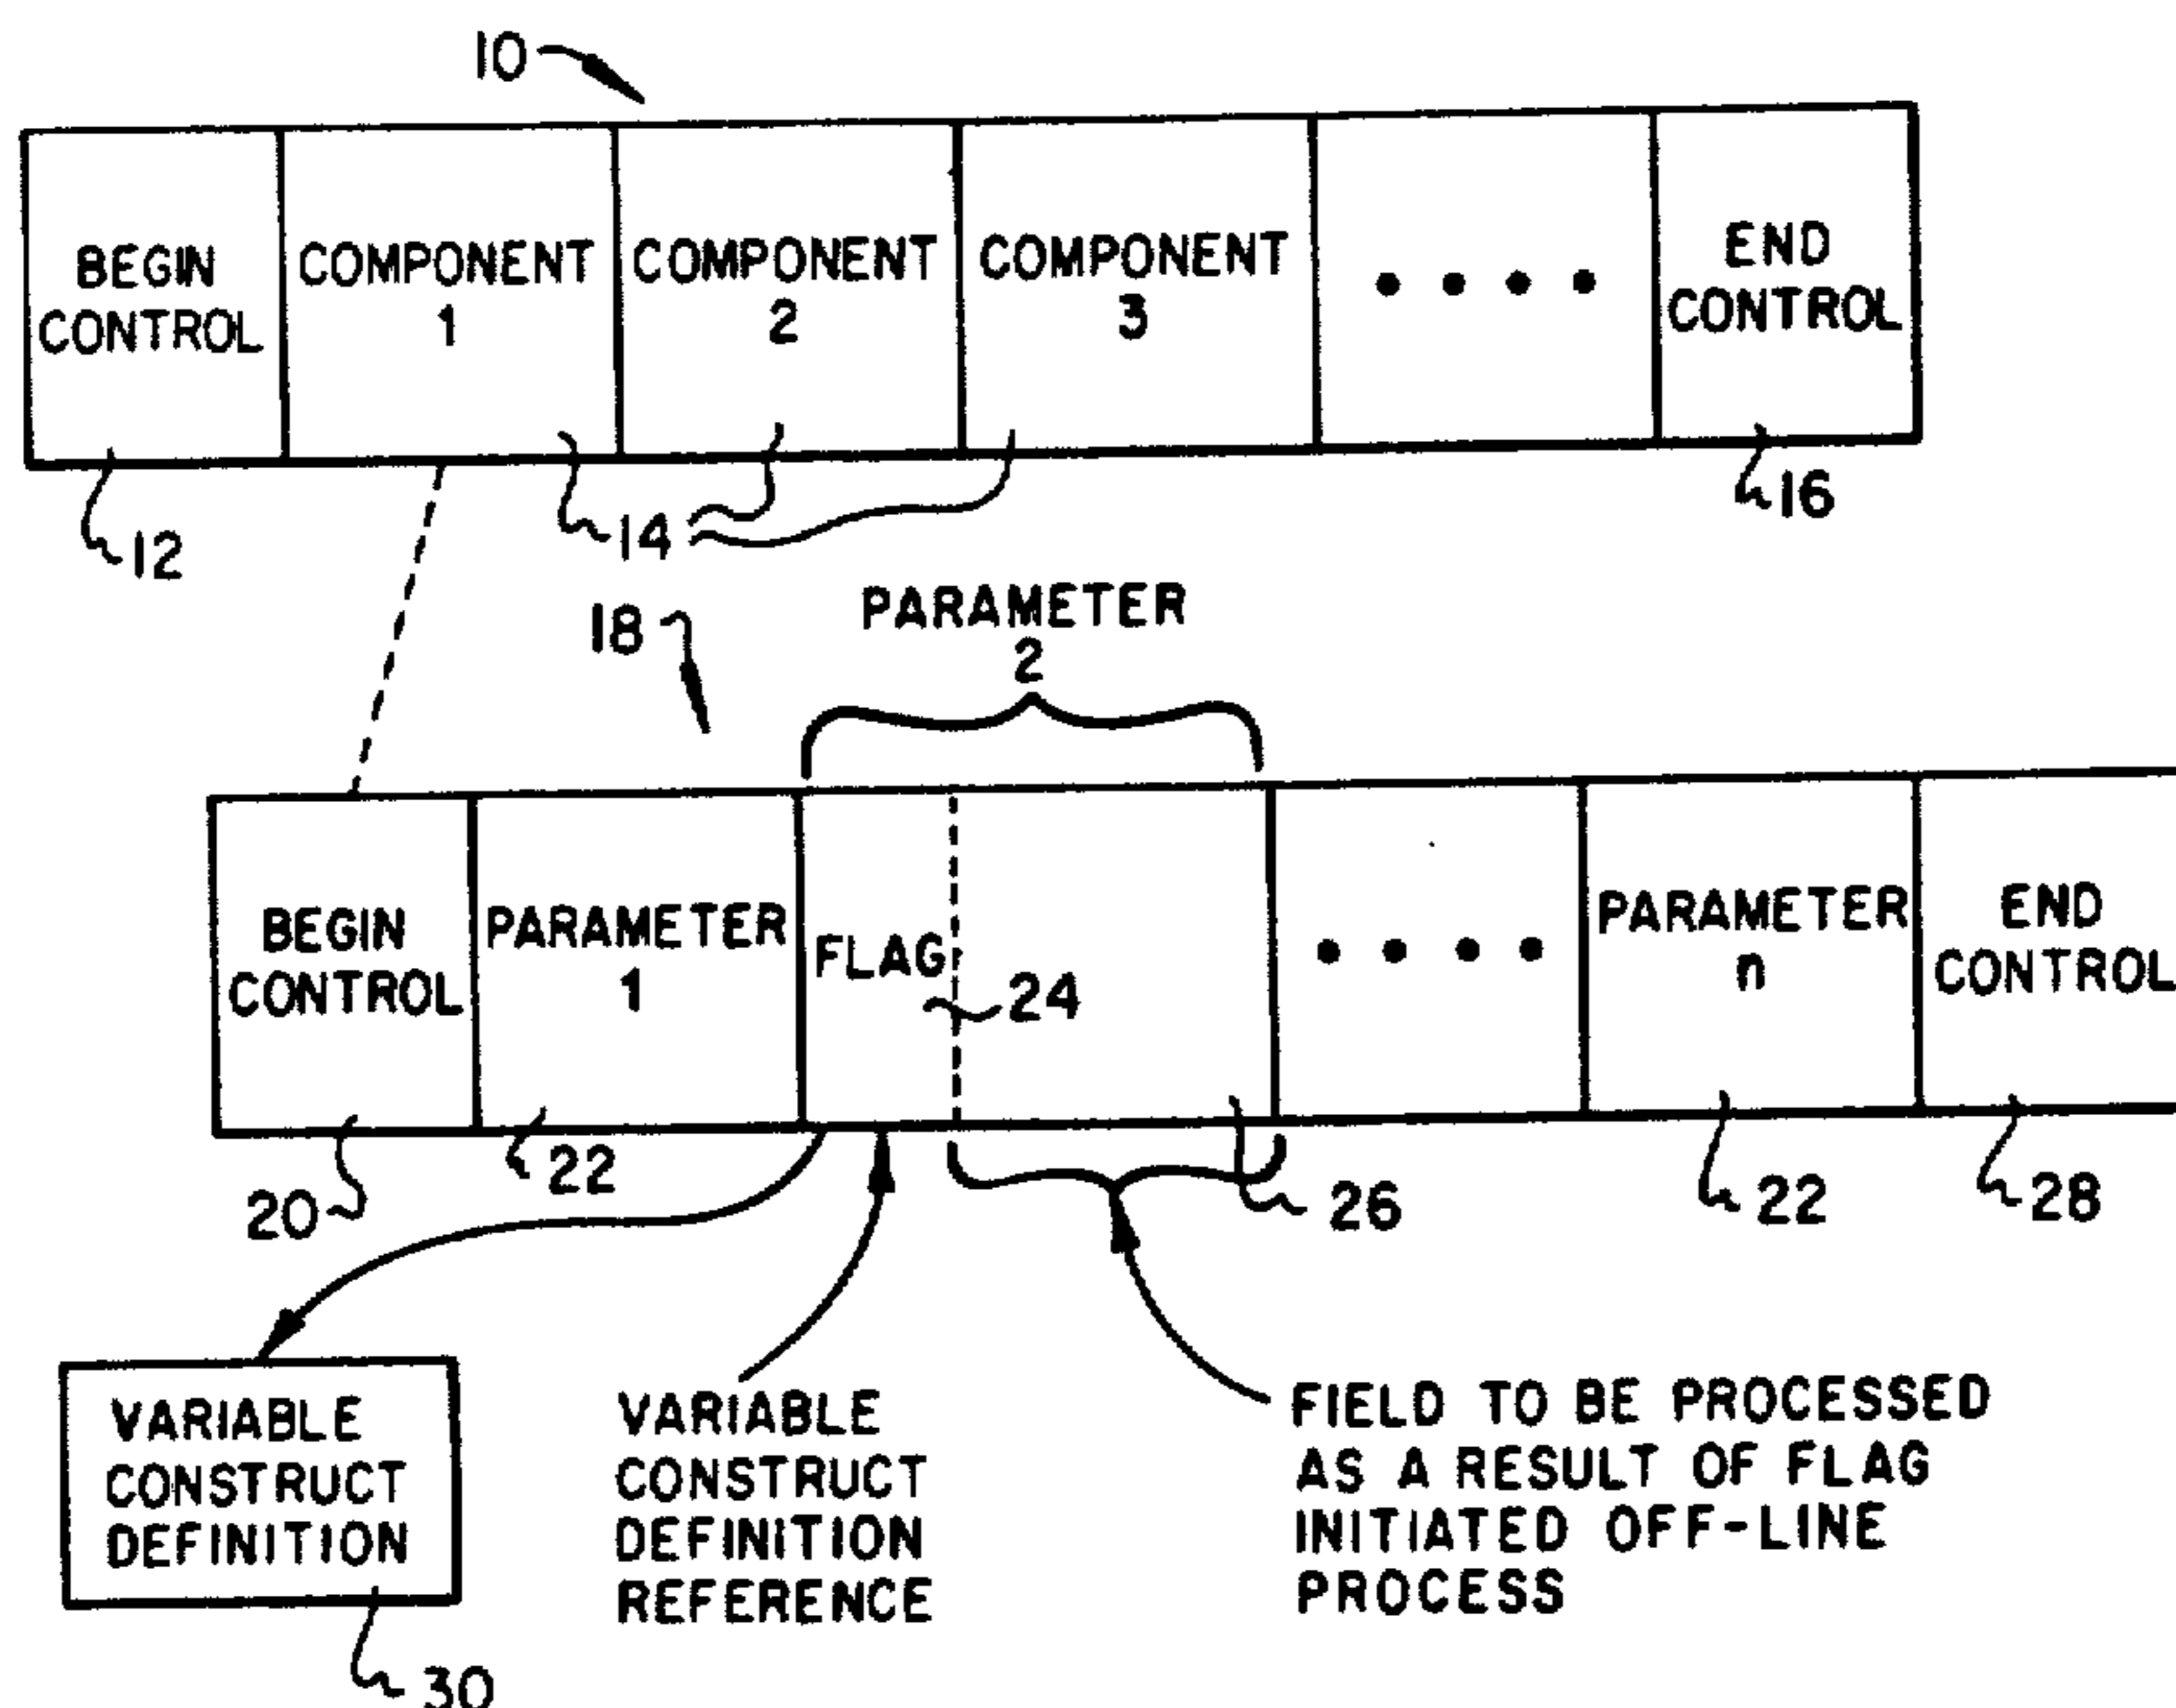 10
BEGIN
CONTROL
COMPONENT
1
COMPONENT
2
COMPONENT
3
• • • •
END
CONTROL
12
14
16
18
PARAMETER
2
BEGIN
CONTROL
PARAMETER
1
FLAG
24
• • • •
PARAMETER
n
END
CONTROL
20
22
26
22
28
VARIABLE
CONSTRUCT
DEFINITION
30
VARIABLE
CONSTRUCT
DEFINITION
REFERENCE
FIELD TO BE PROCESSED
AS A RESULT OF FLAG
INITIATED OFF-LINE
PROCESS